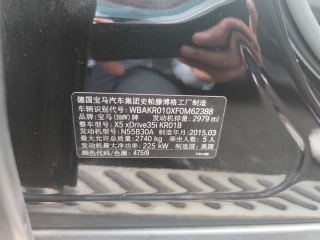 德国宝马汽车集团史帕滕博格工厂制造
车辆识别代号: WBAKR010XF0M62388
品牌: 宝马(BMW)牌 发动机排量: 2979 ml
整车型号: X5 xDrive35i KR01B
发动机型号: N55B30A 制造年月: 2015.03
最大允许总质量: 2740 kg 乘坐人数: 5 人
发动机最大净功率: 225 kW 制造国: 美国
颜色代码/色圈: 475/9